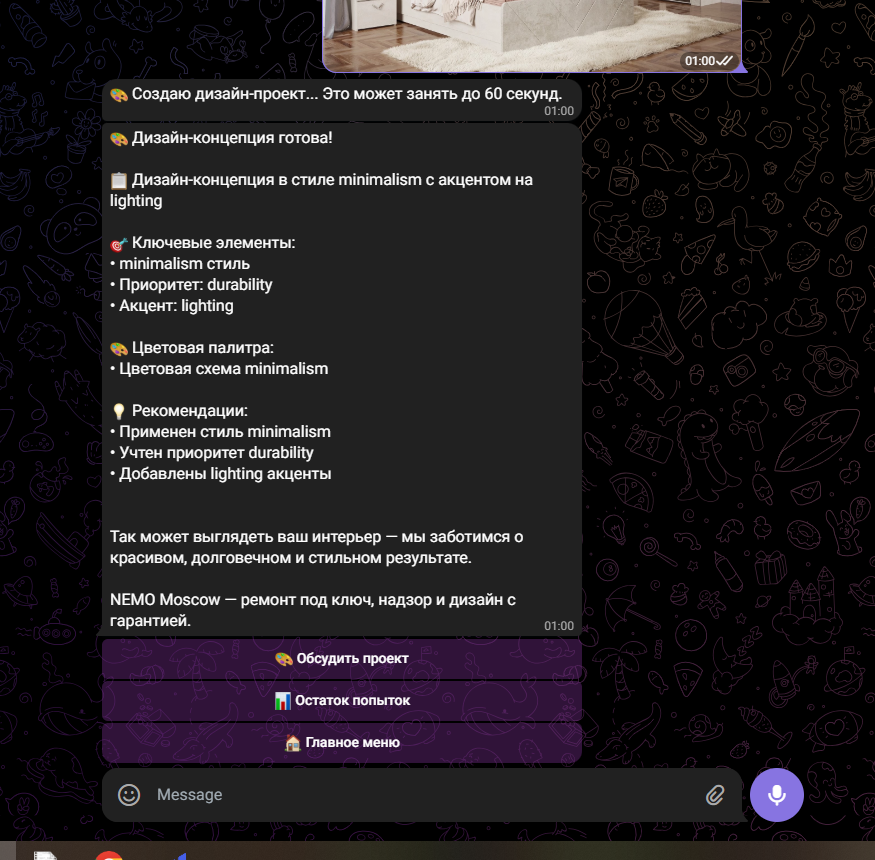 01:00
Создаю дизайн-проект... Это может занять до 60 секунд.
01:00
Дизайн-концепция готова!
Дизайн-концепция в стиле minimalism с акцентом на
lighting
Ключевые элементы:
• minimalism стиль
• Приоритет: durability
• Акцент: lighting
Цветовая палитра:
• Цветовая схема minimalism
Рекомендации:
• Применен стиль minimalism
• Учтен приоритет durability
• Добавлены lighting акценты
Так может выглядеть ваш интерьер — мы заботимся о
красивом, долговечном и стильном результате.
NEMO Moscow — ремонт под ключ, надзор и дизайн с
гарантией.
01:00
Обсудить проект
Остаток попыток
Главное меню
Message